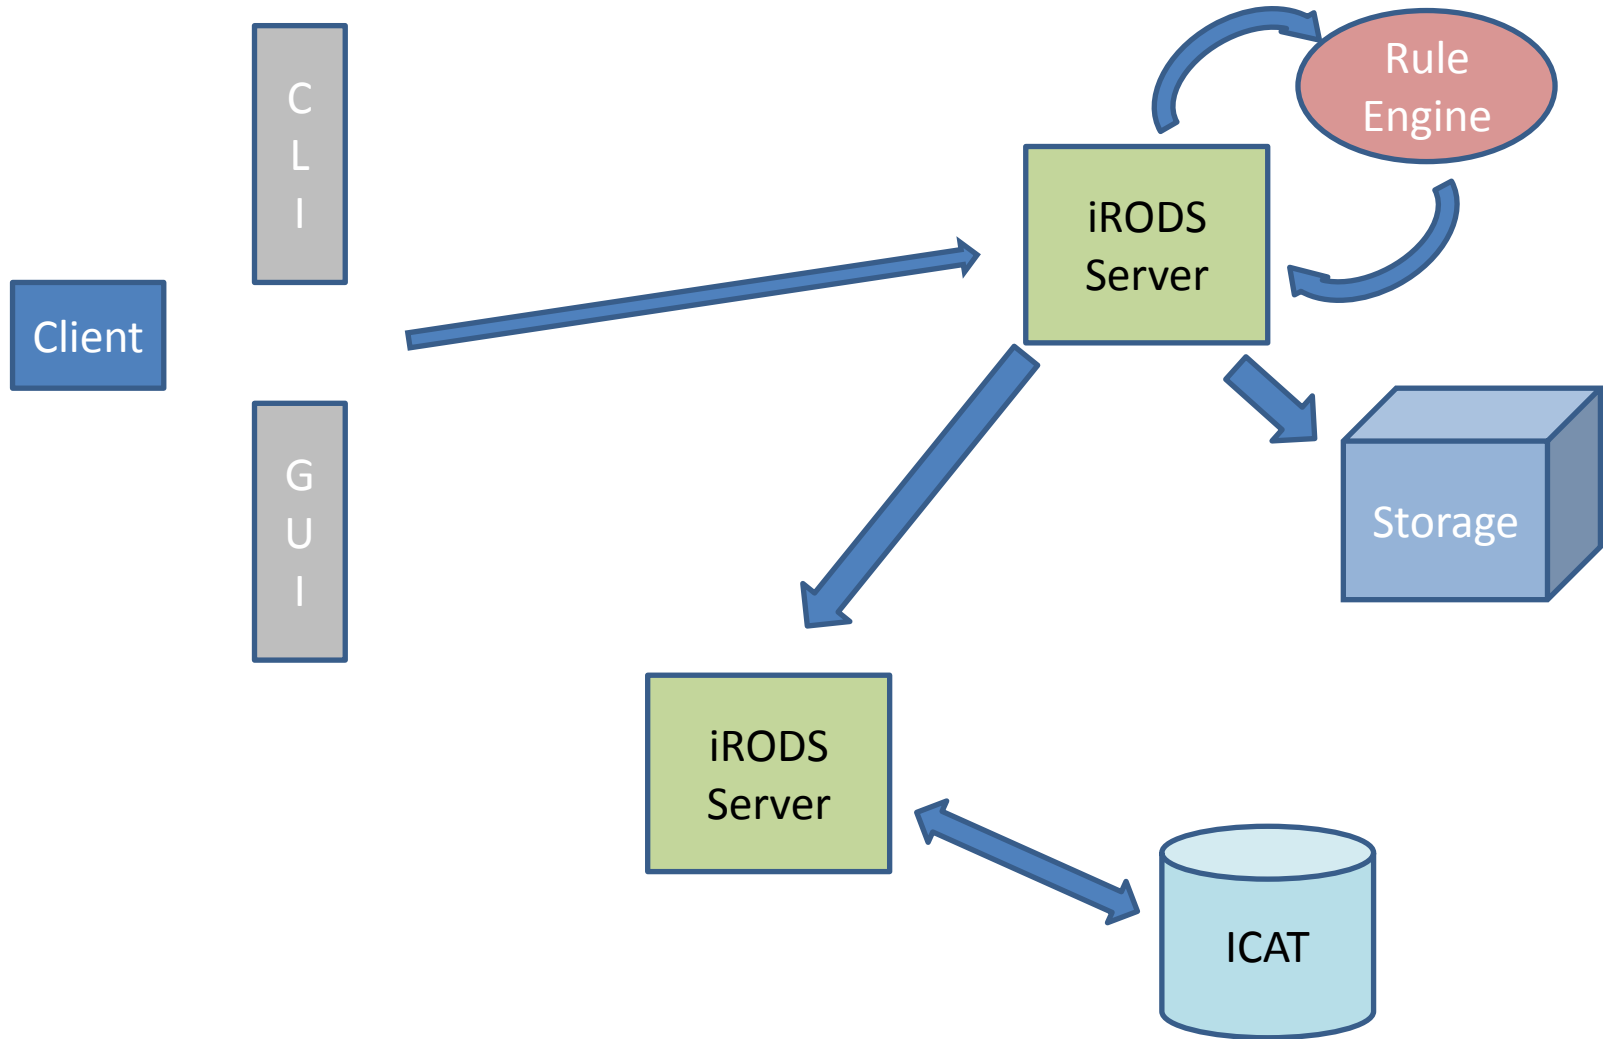 C
L
I
Client
G
U
I
Rule
Engine
iRODS
Server
Storage
iRODS
Server
ICAT